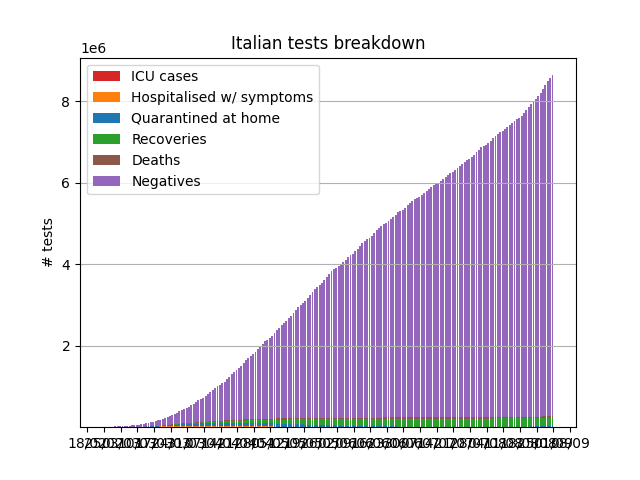 Italian tests breakdown
1e6
ICU cases
Hospitalised w/ symptoms
Quarantined at home
Recoveries
Deaths
Negatives
8
6
4
2
# tests